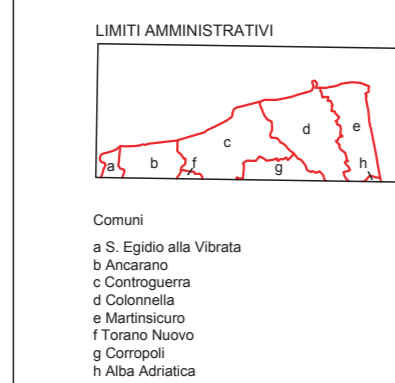 LIMITI AMMINISTRATIVI
a
b
c
d
e
f
g
h
Comuni
a S. Egidio alla Vibrata
b Ancarano
c Controguerra
d Colonnella
e Martinsicuro
f Torano Nuovo
g Corropoli
h Alba Adriatica